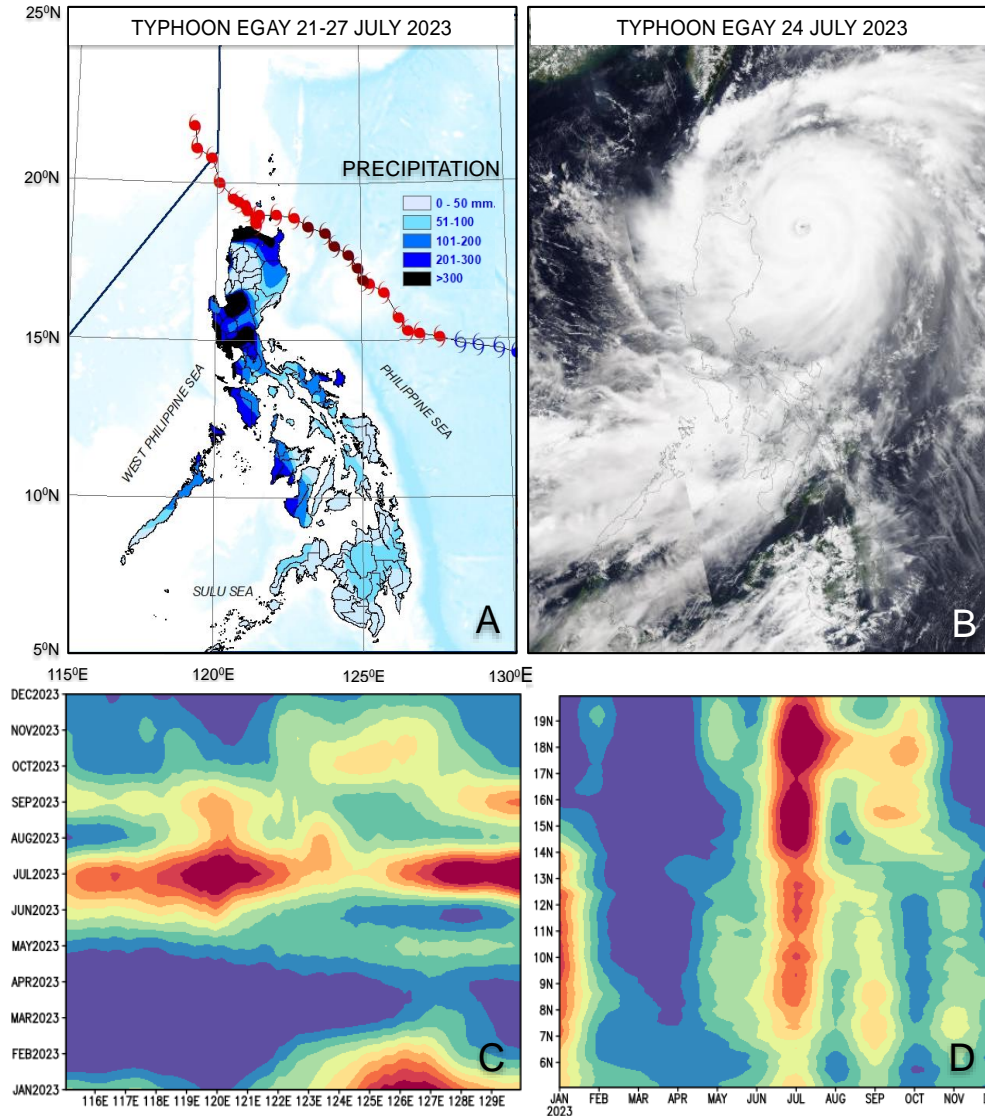 TYPHOON EGAY 21-27 JULY 2023
TYPHOON EGAY 24 JULY 2023
25⁰N
20⁰N
15⁰N
10⁰N
5⁰N
PRECIPITATION
0 - 50 mm.
51-100
101-200
201-300
>300
WEST PHILIPPINE SEA
PHILIPPINE SEA
SULU SEA
A
B
115⁰E
120⁰E
125⁰E
130⁰E
DEC2023
NOV2023
OCT2023
SEP2023
AUG2023
JUL2023
JUN2023
MAY2023
APR2023
MAR2023
FEB2023
JAN2023
116E 117E 118E 119E 120E 121E 122E 123E 124E 125E 126E 127E 128E 129E
C
19N
18N
17N
16N
15N
14N
13N
12N
11N
10N
9N
8N
7N
6N
D
JAN FEB MAR APR MAY JUN JUL AUG SEP OCT NOV D
2023